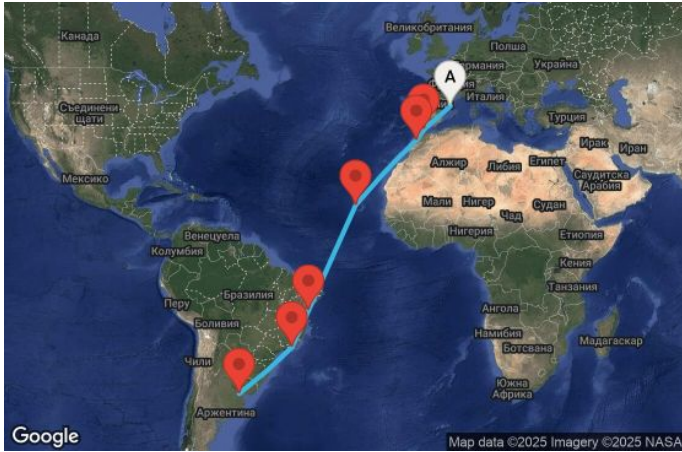 Канада
Великобритания
Полша
Германия
Украйна
A
Италия
Съединени
щати
Турция
Ирак
Иран
Алжир
Либия
Египет
Саудитска
Арабия
Мексико
Мали
Нигер
Чад
Судан
Нигерия
Етиопия
Венецуела
Колумбия
Кения
Танзания
Перу
Бразилия
Ангола
Боливия
Намибия
Ботсвана
Мадагаскар
Чили
Южна
Африка
Аржентина
Google
Map data ©2025 Imagery ©2025 NASA